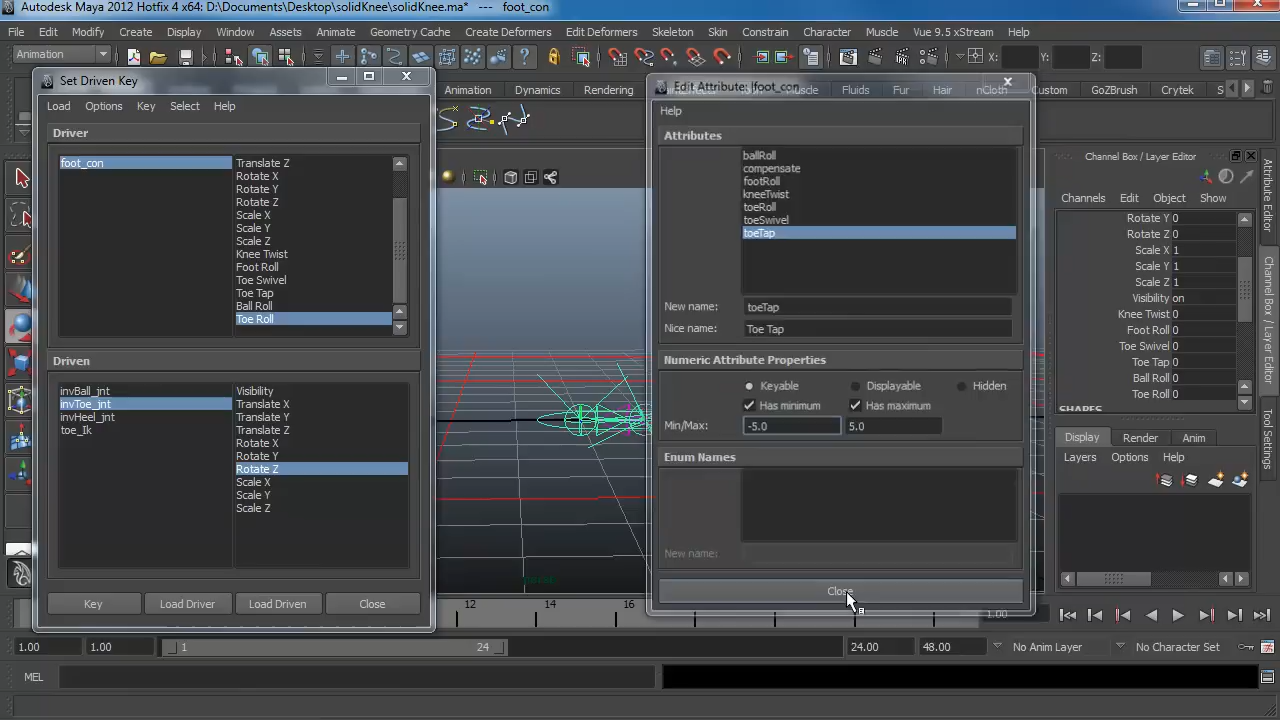 Autodesk Maya 2012 Hotfix 4 x64: D:\Documents\Desktop\solidKnee\solidKnee.ma* --- foot_con
File Edit Modify Create Display Window Assets Animate Geometry Cache Create Deformers Edit Deformers Skeleton Skin Constrain Character Muscle Vue 9.5 xStream Help
Animation X: Y: Z:
Set Driven Key
Edit Attribute: |foot_con
Animation Dynamics Rendering Muscle Fluids Fur Hair nCloth Custom GoZBrush Crytek
Load Options Key Select Help
Help
Driver
foot_con
Translate Z
Rotate X
Rotate Y
Rotate Z
Scale X
Scale Y
Scale Z
Knee Twist
Foot Roll
Toe Swivel
Toe Tap
Ball Roll
Toe Roll
Driven
invBall_jnt
invToe_jnt
invHeel_jnt
toe_Ik
Visibility
Translate X
Translate Y
Translate Z
Rotate X
Rotate Y
Rotate Z
Scale X
Scale Y
Scale Z
Key Load Driver Load Driven Close
Attributes
ballRoll
compensate
footRoll
kneeTwist
toeRoll
toeSwivel
toeTap
New name: toeTap
Nice name: Toe Tap
Numeric Attribute Properties
Keyable Displayable Hidden
Has minimum Has maximum
Min/Max: -5.0 5.0
Enum Names
New name:
Close
Channel Box / Layer Editor
Channels Edit Object Show
Rotate Y 0
Rotate Z 0
Scale X 1
Scale Y 1
Scale Z 1
Visibility on
Knee Twist 0
Foot Roll 0
Toe Swivel 0
Toe Tap 0
Ball Roll 0
Toe Roll 0
SHAPES
Display Render Anim
Layers Options Help
Attribute Editor
Channel Box / Layer Editor
Tool Settings
persp
12 14 16
1.00
1.00 1.00 1 24 24.00 48.00 No Anim Layer No Character Set
MEL